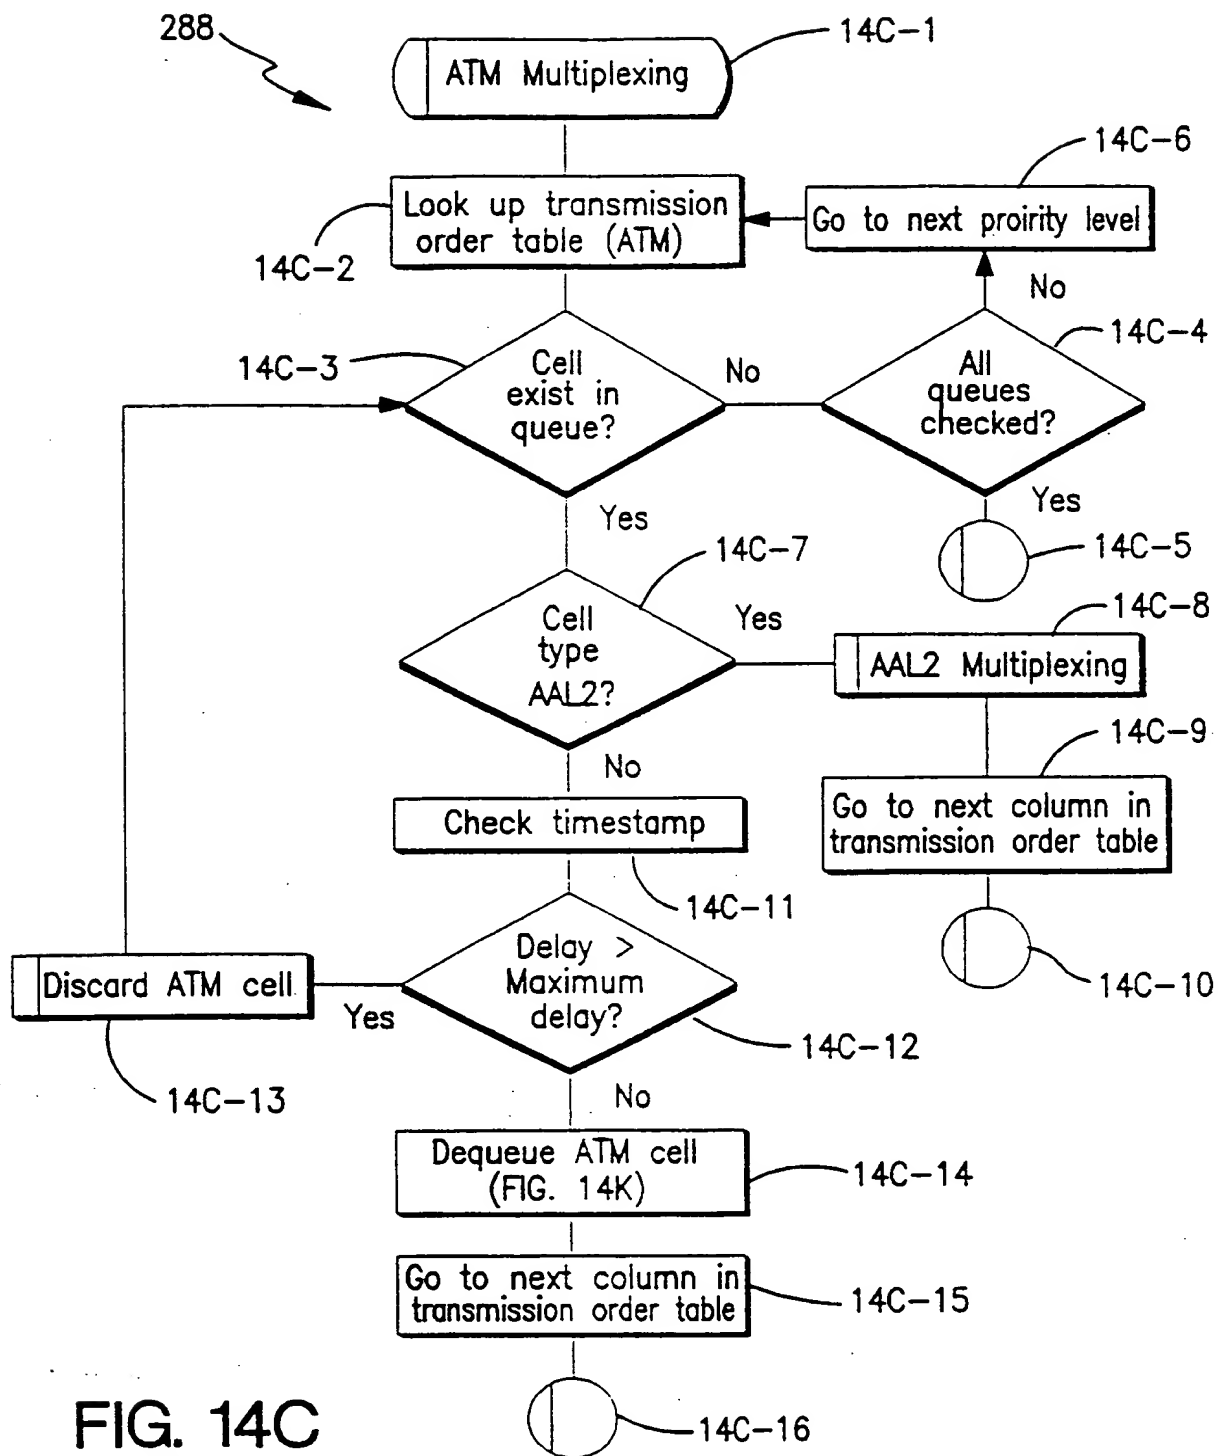 288
14C-1
ATM Multiplexing
14C-6
Look up transmission
order table (ATM)
Go to next proirity level
14C-2
No
14C-4
14C-3
Cell
exist in
queue?
No
All
queues
checked?
Yes
Yes
14C-5
14C-7
14C-8
Cell
type
AAL2?
Yes
AAL2 Multiplexing
14C-9
No
Go to next column in
transmission order table
Check timestamp
14C-11
Delay >
Maximum
delay?
Discard ATM cell
Yes
14C-10
14C-12
14C-13
No
Dequeue ATM cell
(FIG. 14K)
14C-14
Go to next column in
transmission order table
14C-15
14C-16
FIG. 14C